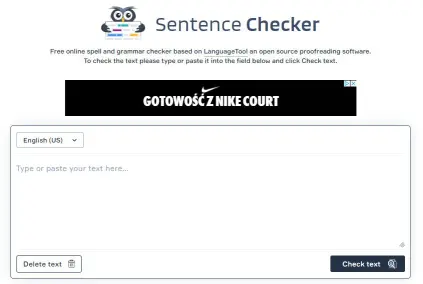 Sentence Checker
Free online spell and grammar checker based on LanguageTool an open source proofreading software.
To check the text please type or paste it into the field below and click Check text.
GOTOWOŚĆ Z NIKE COURT
English (US)
Type or paste your text here...
Delete text
Check text